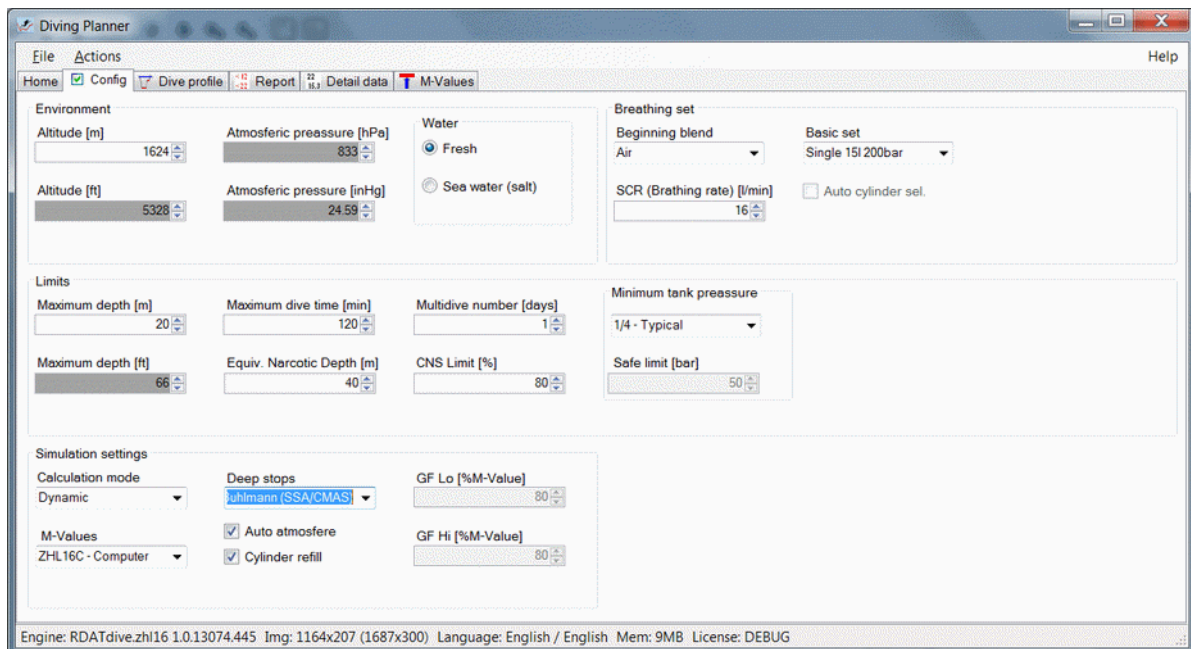 Diving Planner
File Actions Help
Home Config Dive profile Report Detail data M-Values
Environment
Altitude [m]
1624
Atmosferic preassure [hPa]
833
Altitude [ft]
5328
Atmosferic pressure [inHg]
24.59
Water
Fresh
Sea water (salt)
Breathing set
Beginning blend
Air
Basic set
Single 15l 200bar
SCR (Brathing rate) [l/min]
16
Auto cylinder sel.
Limits
Maximum depth [m]
20
Maximum dive time [min]
120
Multidive number [days]
1
Maximum depth [ft]
66
Equiv. Narcotic Depth [m]
40
CNS Limit [%]
80
Minimum tank preassure
1/4 - Typical
Safe limit [bar]
50
Simulation settings
Calculation mode
Dynamic
Deep stops
Buhlmann (SSA/CMAS)
GF Lo [%M-Value]
80
M-Values
ZHL16C - Computer
Auto atmosfere
Cylinder refill
GF Hi [%M-Value]
80
Engine: RDATdive.zhl16 1.0.13074.445 Img: 1164x207 (1687x300) Language: English / English Mem: 9MB License: DEBUG